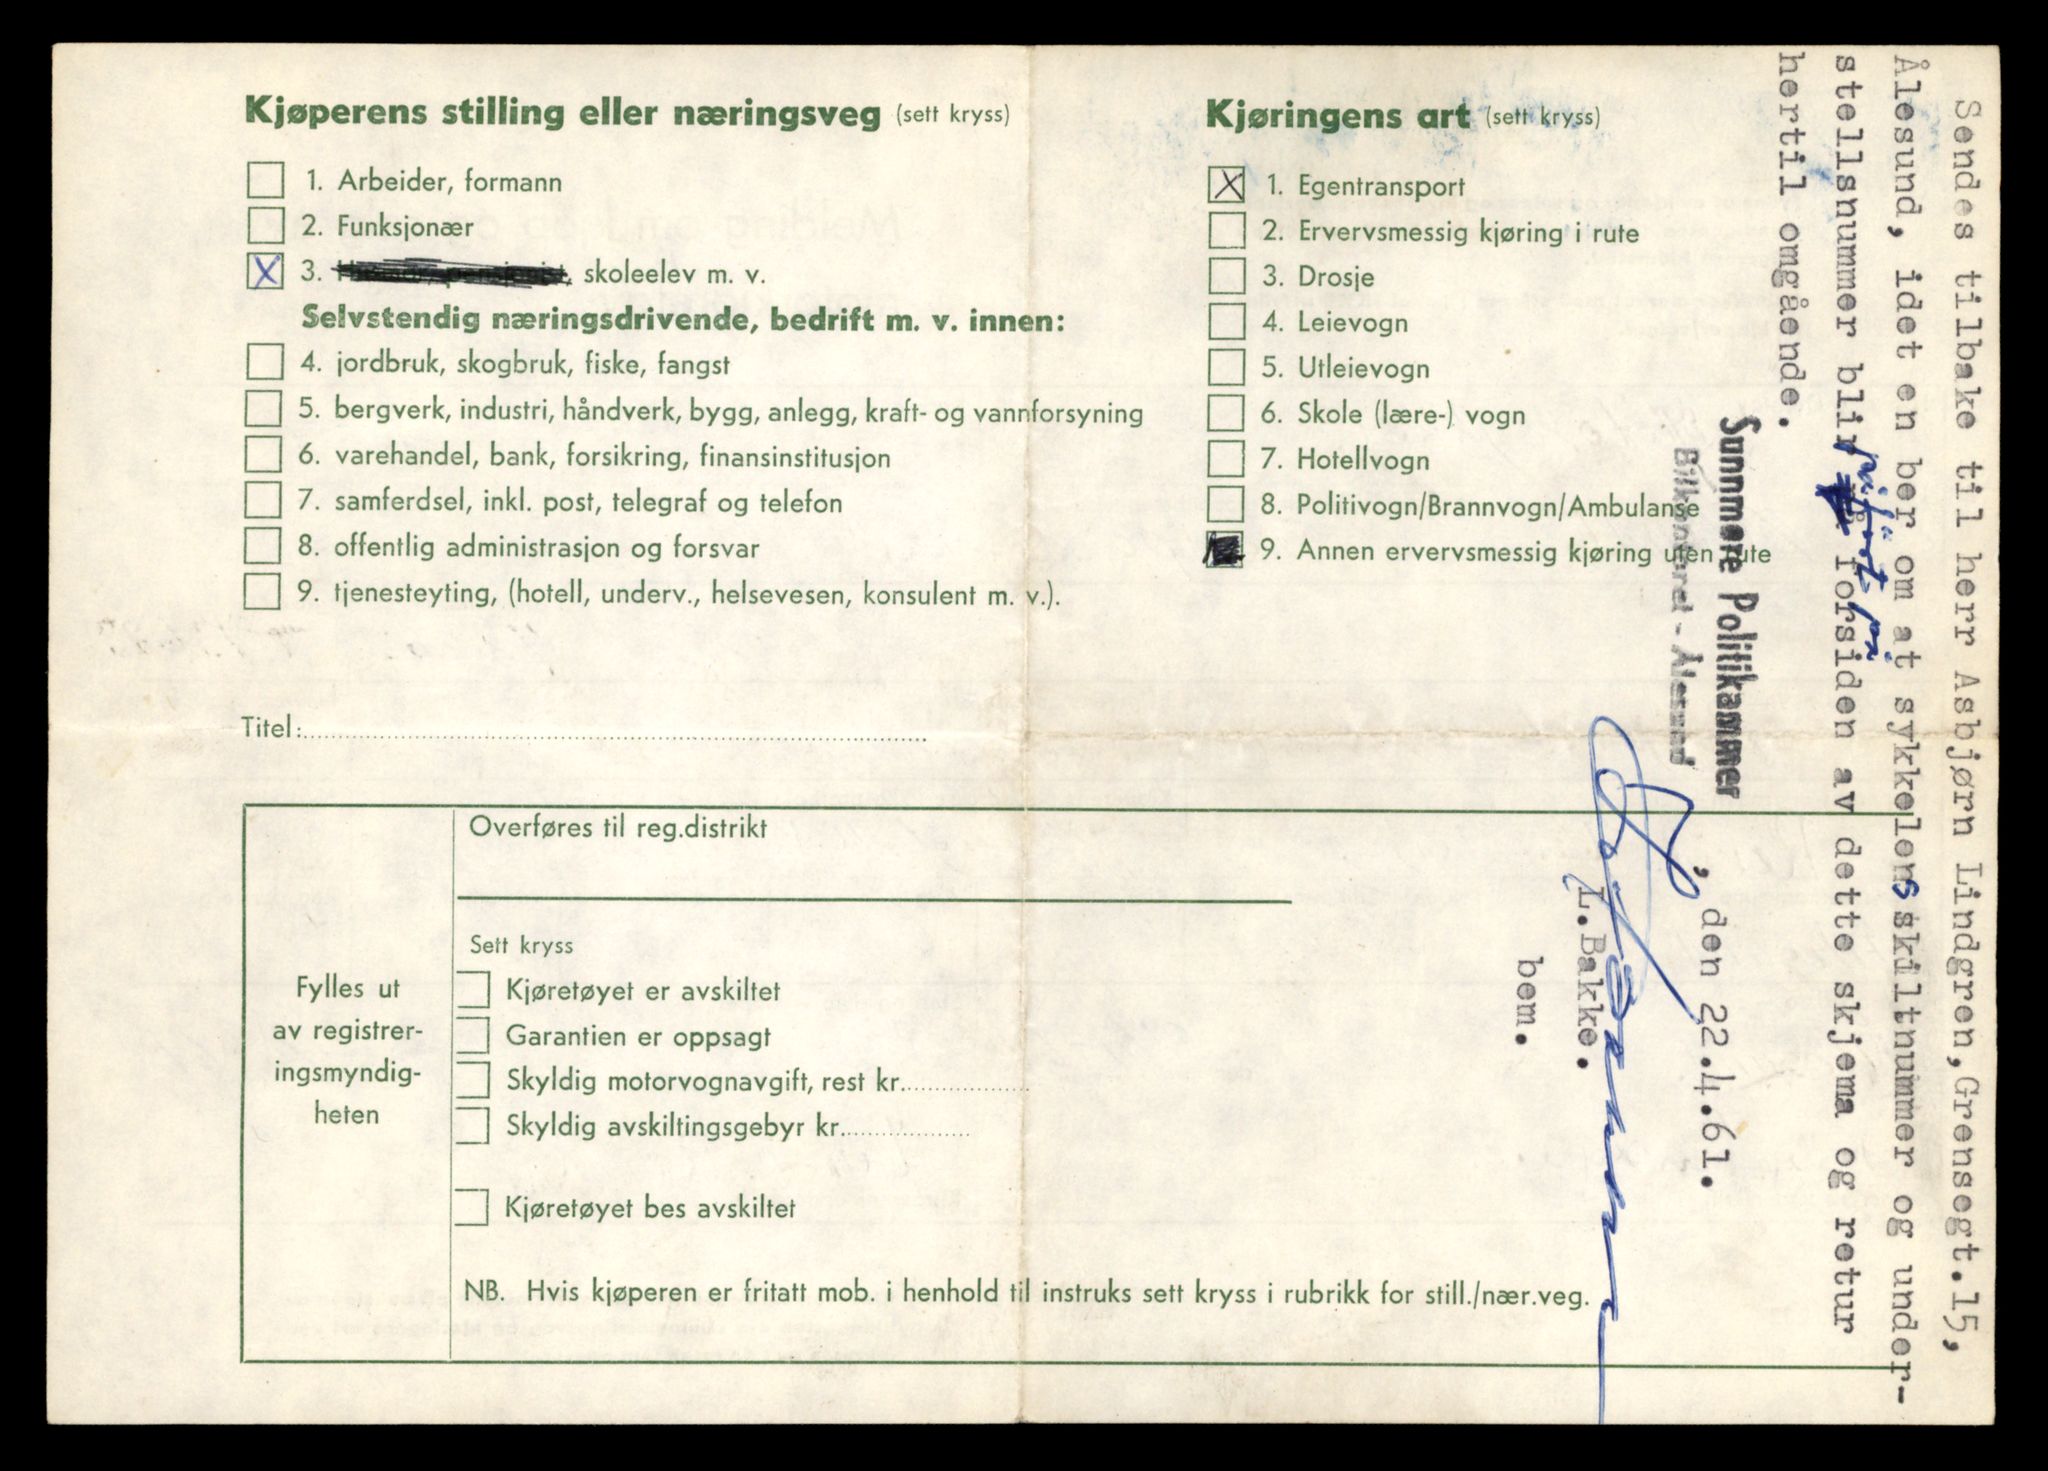 Kjøperens stilling eller næringsveg (sett kryss)
X
1. Arbeider, formann
2. Funksjonær
3. skoleelev m. v.
Selvstendig næringsdrivende, bedrift m. v. innen:
4. jordbruk, skogbruk, fiske, fangst
5. bergverk, industri, håndverk, bygg, anlegg, kraft- og vannforsyning
6. varehandel, bank, forsikring, finansinstitusjon
7. samferdsel, inkl. post, telegraf og telefon
8. offentlig administrasjon og forsvar
9. tjenesteyting, (hotell, underv., helsevesen, konsulent m. v.).
Titel:
Kjøringens art (sett kryss)
X
1. Egentransport
2. Ervervsmessig kjøring i rute
3. Drosje
4. Leievogn
5. Utleievogn
6. Skole (lære-) vogn
7. Hotellvogn
8. Politivogn/Brannvogn/Ambulanse
9. Annen ervervsmessig kjøring uten rute
Fylles ut
av registrer-
ingsmyndig-
heten
Overføres til reg.distrikt
Sett kryss
Kjøretøyet er avskiltet
Garantien er oppsagt
Skyldig motorvognavgift, rest kr.
Skyldig avskiltingsgebyr kr.
Kjøretøyet bes avskiltet
NB. Hvis kjøperen er fritatt mob. i henhold til instruks sett kryss i rubrikk for still./nær.veg.
Sendes tilbake til herr Asbjørn Lindgren,Grensegt.15,
Ålesund, idet en ber om at sykkelens skiltnummer og under-
stellsnummer blir påført på forsiden av dette skjema og retur
hertil omgående.
Sunnmøre Politikammer
Bilkontoret - Ålesund
, den 22.4.61.
L.Bakke.
bem.